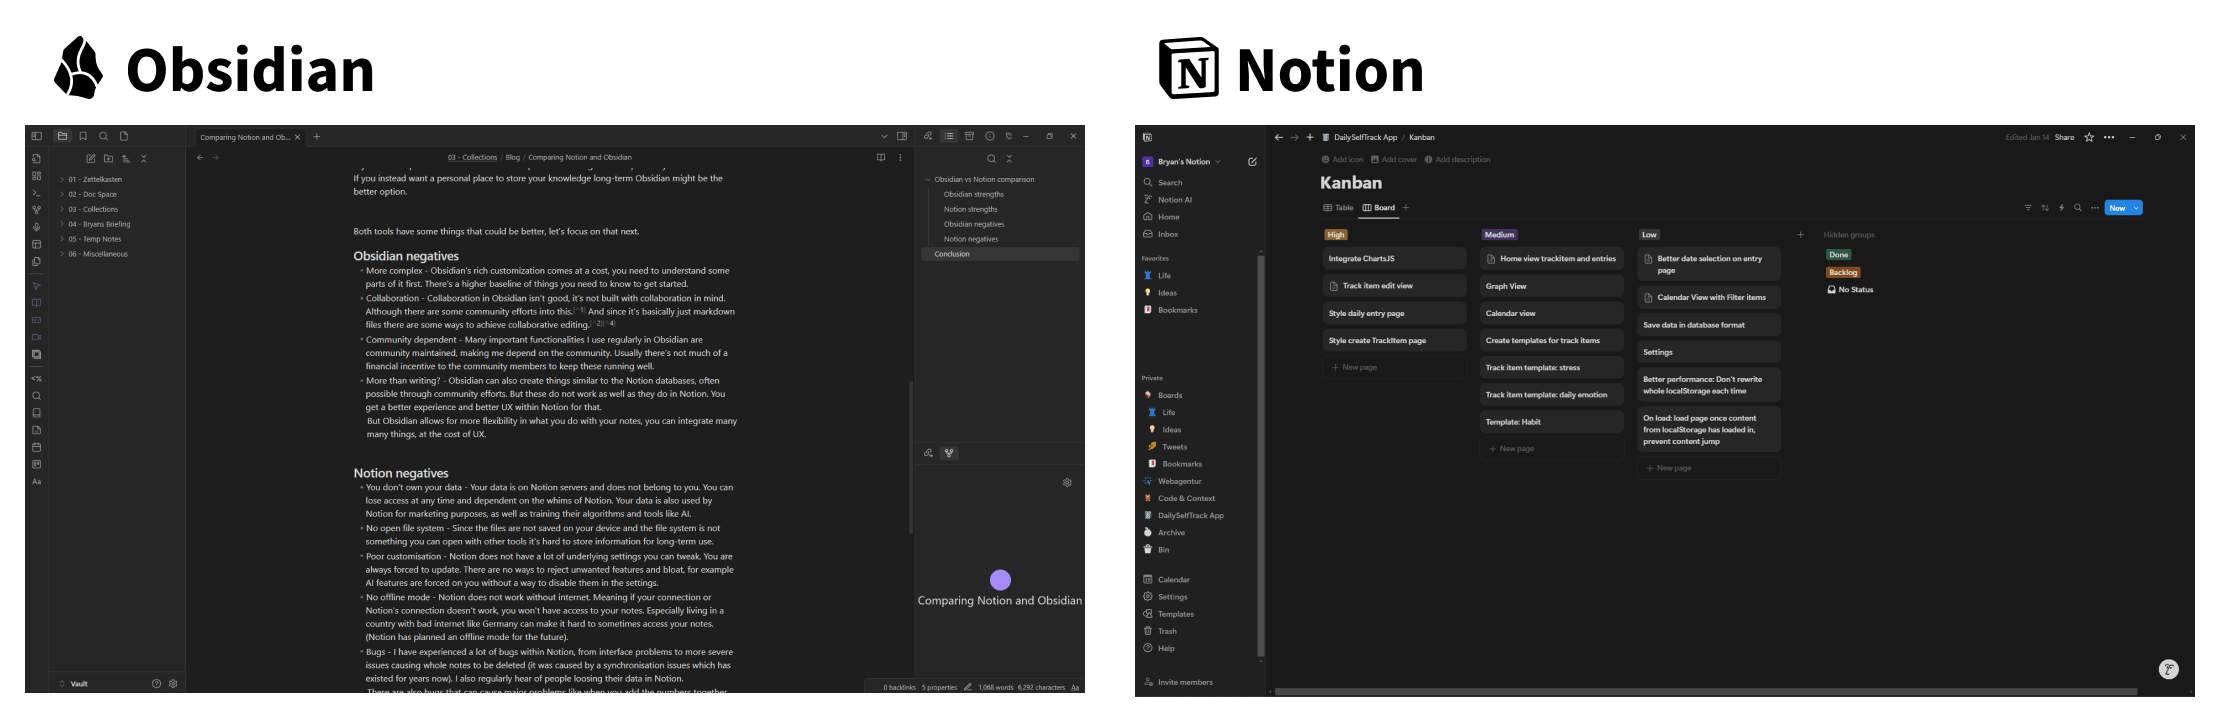 Obsidian
Comparing Notion and Ob...
03 - Collections / Blog / Comparing Notion and Obsidian
01 - Zettelkasten
02 - Doc Space
03 - Collections
04 - Bryans Briefing
05 - Temp Notes
06 - Miscellaneous
Vault
If you instead want a personal place to store your knowledge long-term Obsidian might be the
better option.
Both tools have some things that could be better, let's focus on that next.
Obsidian negatives
• More complex - Obsidian's rich customization comes at a cost, you need to understand some
parts of it first. There's a higher baseline of things you need to know to get started.
• Collaboration - Collaboration in Obsidian isn't good, it's not built with collaboration in mind.
Although there are some community efforts into this.[^1] And since it's basically just markdown
files there are some ways to achieve collaborative editing.[^2][^4]
• Community dependent - Many important functionalities I use regularly in Obsidian are
community maintained, making me depend on the community. Usually there's not much of a
financial incentive to the community members to keep these running well.
• More than writing? - Obsidian can also create things similar to the Notion databases, often
possible through community efforts. But these do not work as well as they do in Notion. You
get a better experience and better UX within Notion for that.
But Obsidian allows for more flexibility in what you do with your notes, you can integrate many
many things, at the cost of UX.
Notion negatives
• You don't own your data - Your data is on Notion servers and does not belong to you. You can
lose access at any time and dependent on the whims of Notion. Your data is also used by
Notion for marketing purposes, as well as training their algorithms and tools like AI.
• No open file system - Since the files are not saved on your device and the file system is not
something you can open with other tools it's hard to store information for long-term use.
• Poor customisation - Notion does not have a lot of underlying settings you can tweak. You are
always forced to update. There are no ways to reject unwanted features and bloat, for example
AI features are forced on you without a way to disable them in the settings.
• No offline mode - Notion does not work without internet. Meaning if your connection or
Notion's connection doesn't work, you won't have access to your notes. Especially living in a
country with bad internet like Germany can make it hard to sometimes access your notes.
(Notion has planned an offline mode for the future).
• Bugs - I have experienced a lot of bugs within Notion, from interface problems to more severe
issues causing whole notes to be deleted (it was caused by a synchronisation issues which has
existed for years now). I also regularly hear of people loosing their data in Notion.
There are also bugs that can cause major problems like when you add the numbers together
Obsidian vs Notion comparison
Obsidian strengths
Notion strengths
Obsidian negatives
Notion negatives
Conclusion
Comparing Notion and Obsidian
0 backlinks 5 properties 1,068 words 6,292 characters Aa
Aa
Notion
N
Bryan's Notion
Search
Notion AI
Home
Inbox
Favorites
Life
Ideas
Bookmarks
Private
Boards
Life
Ideas
Tweets
Bookmarks
Webagentur
Code & Context
DailySelfTrack App
Archive
Bin
Calendar
Settings
Templates
Trash
Help
Invite members
DailySelfTrack App / Kanban
Edited Jan 14 Share
Add icon Add cover Add description
Kanban
Table Board
New
High
Integrate ChartsJS
Track item edit view
Style daily entry page
Style create TrackItem page
+ New page
Medium
Home view trackitem and entries
Graph View
Calendar view
Create templates for track items
Track item template: stress
Track item template: daily emotion
Template: Habit
+ New page
Low
Better date selection on entry
page
Calendar View with Filter items
Save data in database format
Settings
Better performance: Don't rewrite
whole localStorage each time
On load: load page once content
from localStorage has loaded in,
prevent content jump
+ New page
Hidden groups
Done
Backlog
No Status